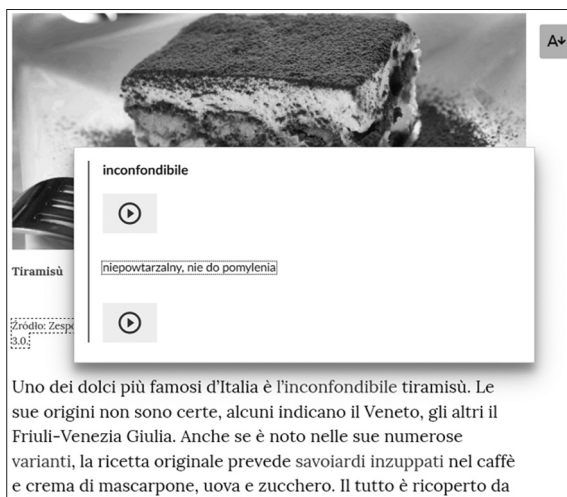 A
inconfondibile
niepowtarzalny, nie do pomylenia
Tiramisù
Źródło: Zespo
3.0.
Uno dei dolci più famosi d'Italia è l'inconfondibile tiramisù. Le
sue origini non sono certe, alcuni indicano il Veneto, gli altri il
Friuli-Venezia Giulia. Anche se è noto nelle sue numerose
varianti, la ricetta originale prevede savoiardi inzuppati nel caffè
e crema di mascarpone, uova e zucchero. Il tutto è ricoperto da